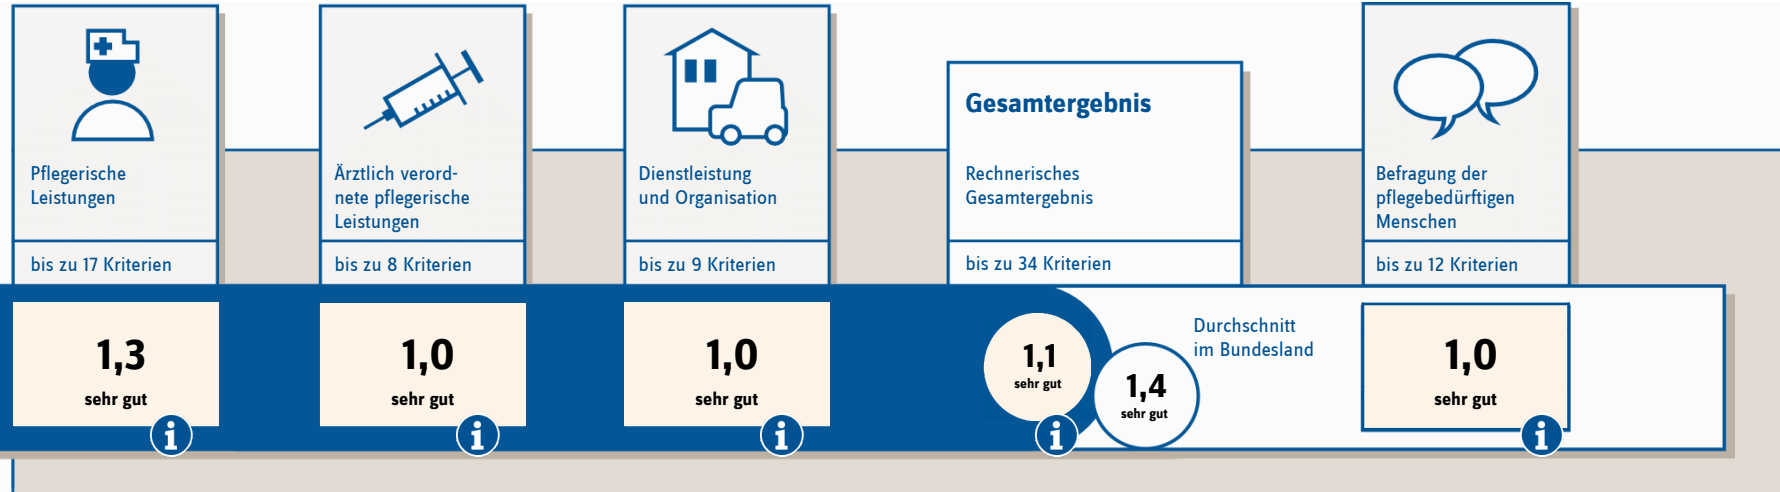 Pflegerische
Leistungen
bis zu 17 Kriterien
1,3
sehr gut
i
Ärztlich verord-
nete pflegerische
Leistungen
bis zu 8 Kriterien
1,0
sehr gut
i
Dienstleistung
und Organisation
bis zu 9 Kriterien
1,0
sehr gut
i
Gesamtergebnis
Rechnerisches
Gesamtergebnis
bis zu 34 Kriterien
1,1
sehr gut
i
Durchschnitt
im Bundesland
1,4
sehr gut
Befragung der
pflegebedürftigen
Menschen
bis zu 12 Kriterien
1,0
sehr gut
i